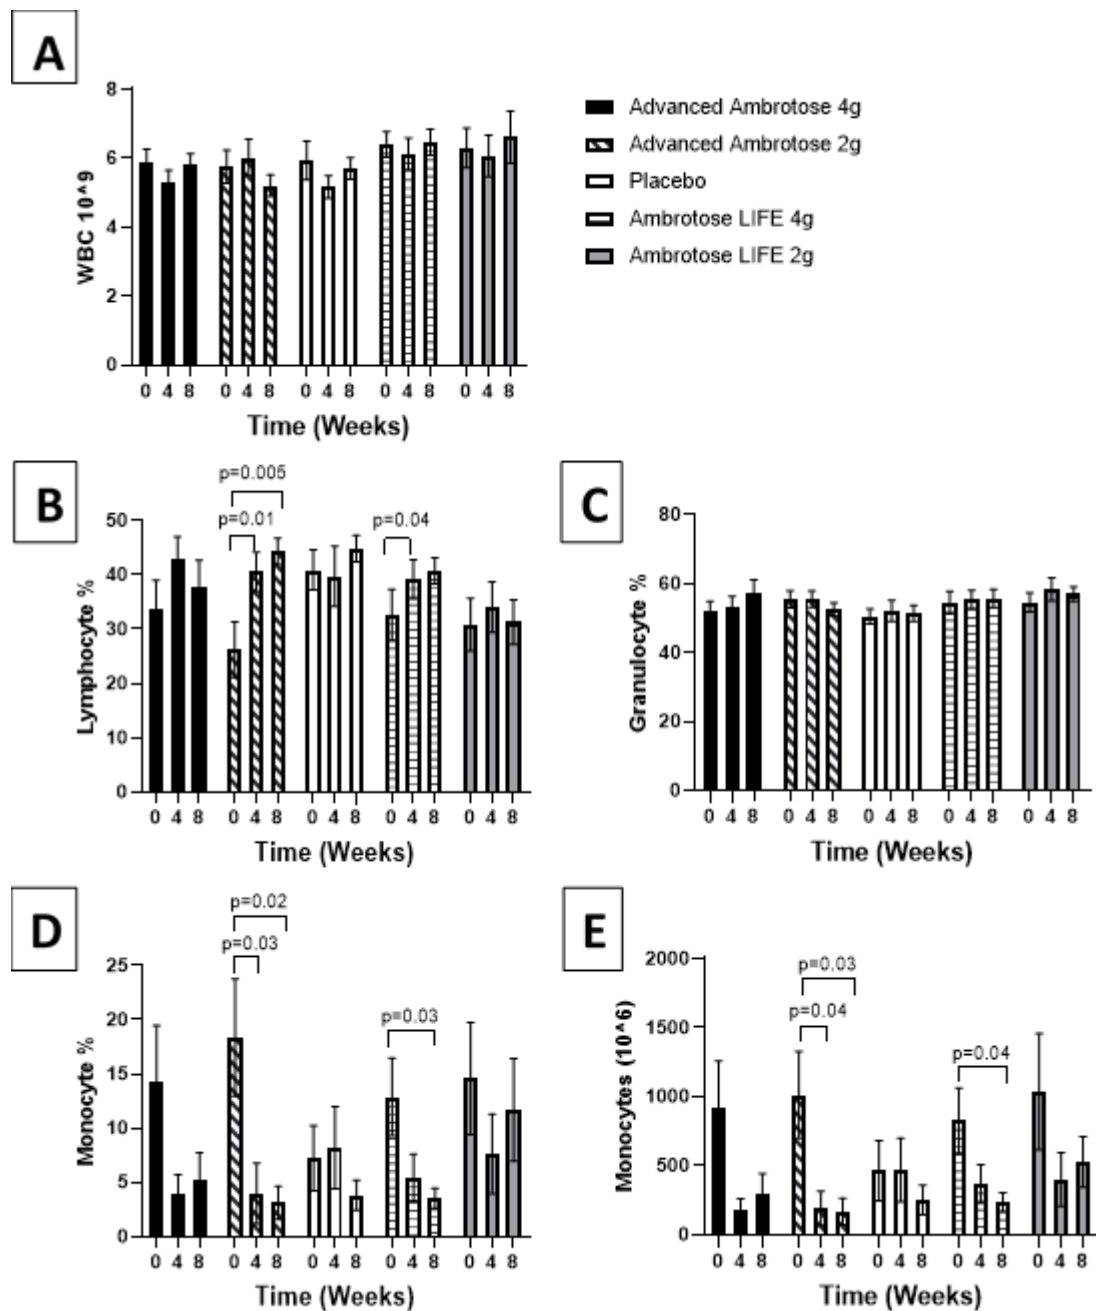 A
WBC 10^9
8
6
4
2
0
0 4 8 0 4 8 0 4 8 0 4 8 0 4 8
Time (Weeks)
Advanced Ambrotose 4g
Advanced Ambrotose 2g
Placebo
Ambrotose LIFE 4g
Ambrotose LIFE 2g
B
Lymphocyte %
50
40
30
20
10
0
p=0.005
p=0.01
p=0.04
0 4 8 0 4 8 0 4 8 0 4 8 0 4 8
Time (Weeks)
C
Granulocyte %
80
60
40
20
0
0 4 8 0 4 8 0 4 8 0 4 8 0 4 8
Time (Weeks)
D
Monocyte %
25
20
15
10
5
0
p=0.02
p=0.03
p=0.03
0 4 8 0 4 8 0 4 8 0 4 8 0 4 8
Time (Weeks)
E
Monocytes (10^6)
2000
1500
1000
500
0
p=0.03
p=0.04
p=0.04
0 4 8 0 4 8 0 4 8 0 4 8 0 4 8
Time (Weeks)